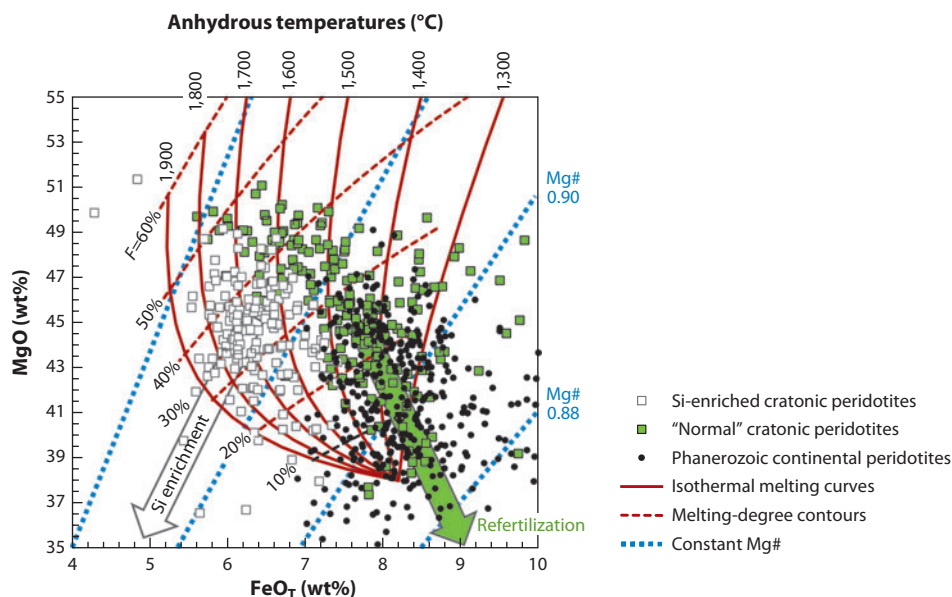 Anhydrous temperatures (°C)
1,900
1,800
1,700
1,600
1,500
1,400
1,300
55
53
51
49
47
45
43
41
39
37
35
MgO (wt%)
F=60%
50%
40%
30%
20%
10%
Mg#
0.90
Mg#
0.88
Si enrichment
Refertilization
4
5
6
7
8
9
10
FeOT (wt%)
Si-enriched cratonic peridotites
"Normal" cratonic peridotites
Phanerozoic continental peridotites
Isothermal melting curves
Melting-degree contours
Constant Mg#